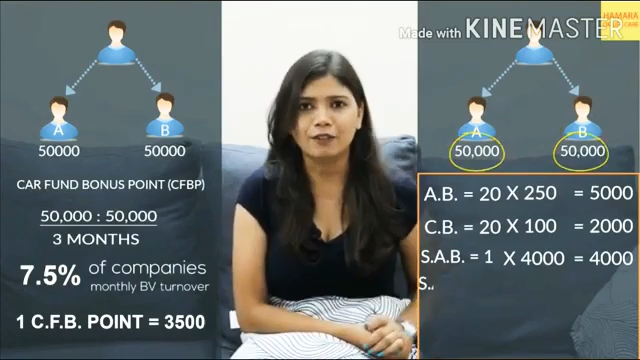 Made with KINEMASTER
HAMARA
A
B
50000
50000
CAR FUND BONUS POINT (CFBP)
50,000 : 50,000
3 MONTHS
7.5% of companies
monthly BV turnover
1 C.F.B. POINT = 3500
A
B
50,000
50,000
A.B. = 20 X 250 = 5000
C.B. = 20 X 100 = 2000
S.A.B. = 1 X 4000 = 4000
S.